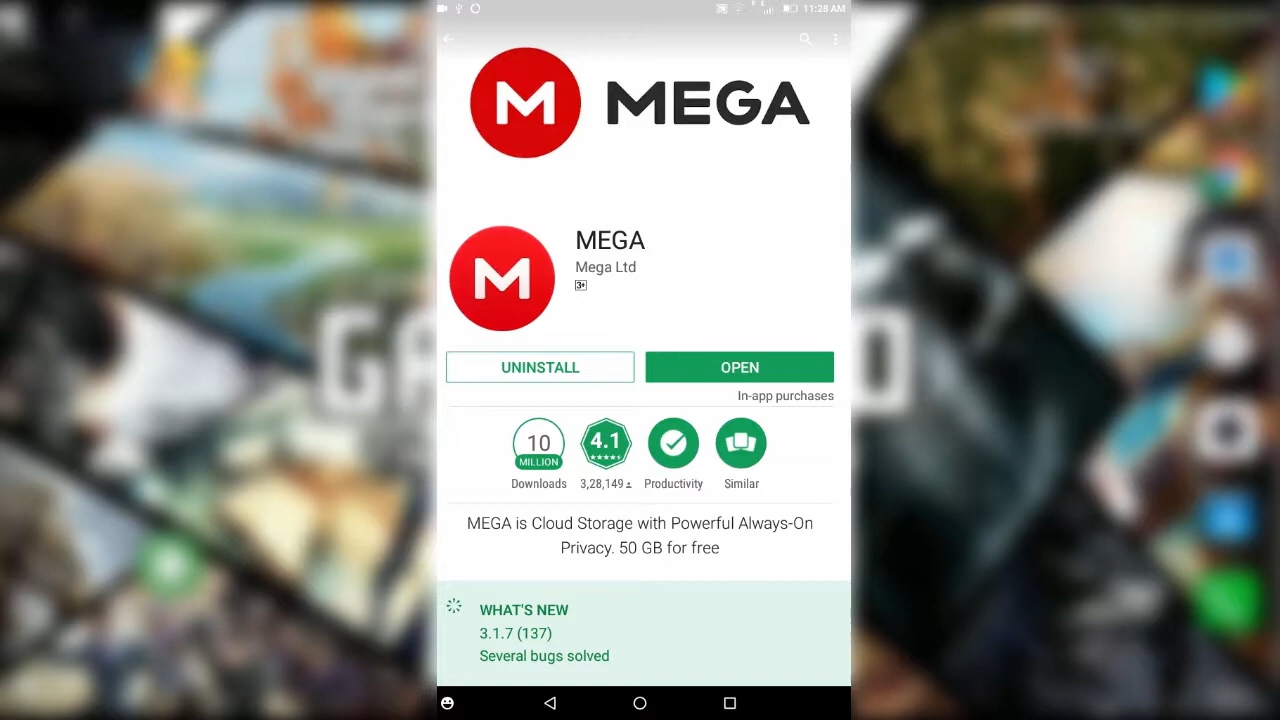 11:28 AM
M MEGA
MEGA
Mega Ltd
3+
M
UNINSTALL
OPEN
In-app purchases
10
MILLION
4.1
Downloads
3,28,149
Productivity
Similar
MEGA is Cloud Storage with Powerful Always-On
Privacy. 50 GB for free
WHAT'S NEW
3.1.7 (137)
Several bugs solved